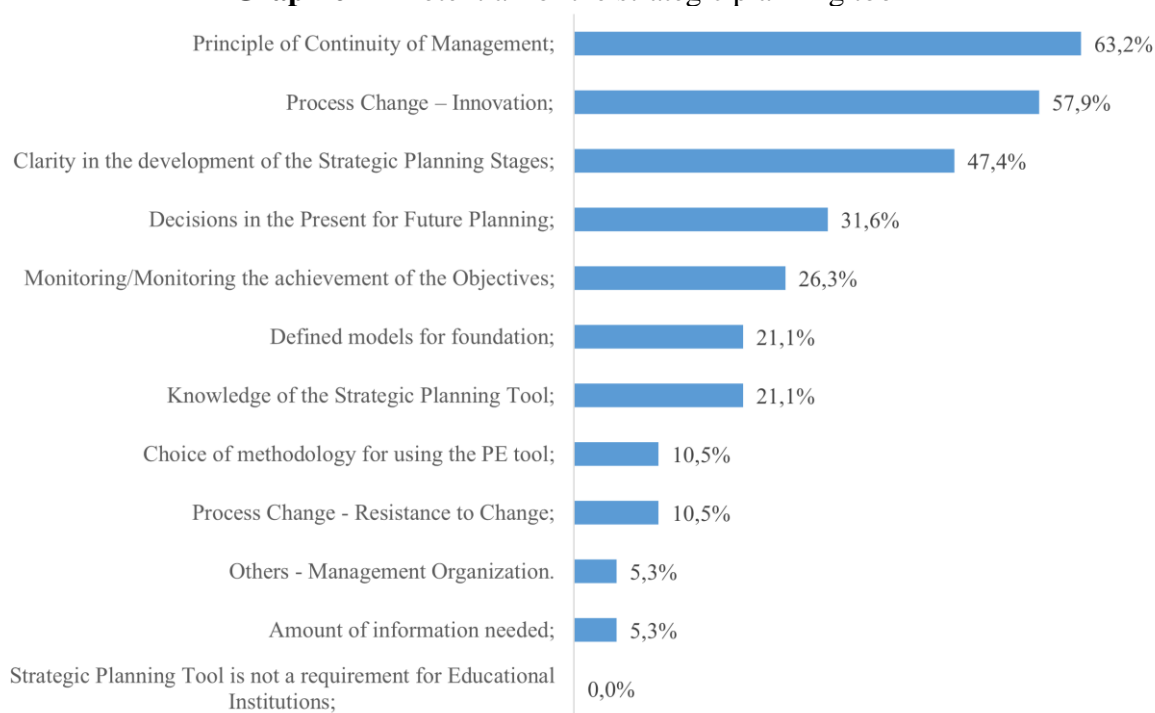 Principle of Continuity of Management;
63,2%
Process Change – Innovation;
57,9%
Clarity in the development of the Strategic Planning Stages;
47,4%
Decisions in the Present for Future Planning;
31,6%
Monitoring/Monitoring the achievement of the Objectives;
26,3%
Defined models for foundation;
21,1%
Knowledge of the Strategic Planning Tool;
21,1%
Choice of methodology for using the PE tool;
10,5%
Process Change - Resistance to Change;
10,5%
Others - Management Organization.
5,3%
Amount of information needed;
5,3%
Strategic Planning Tool is not a requirement for Educational
Institutions;
0,0%